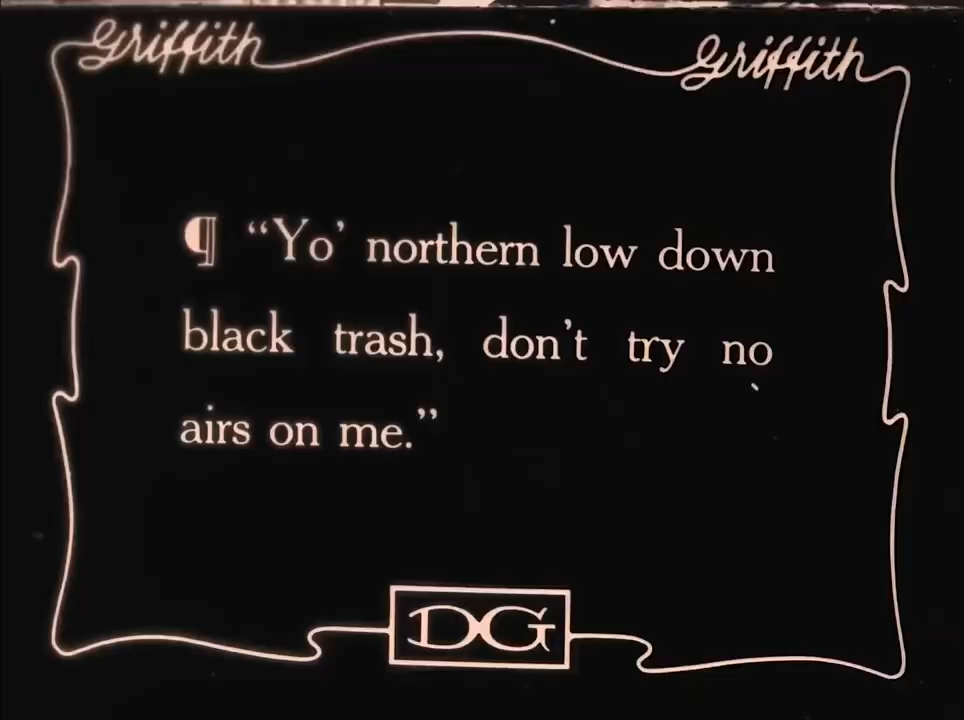 Griffith Griffith
¶ “Yo’ northern low down
black trash, don’t try no
airs on me.”
DG